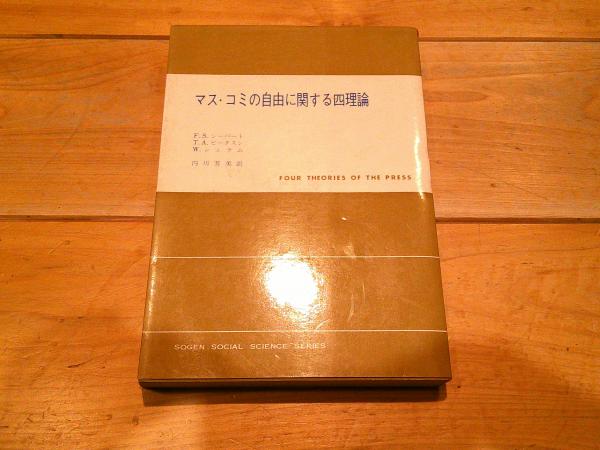 マス・コミの自由に関する四理論
F.S.シーバート
T.A.ピータスン
W.シュラム
内川芳美訳
FOUR THEORIES OF THE PRESS
SOGEN SOCIAL SCIENCE SERIES